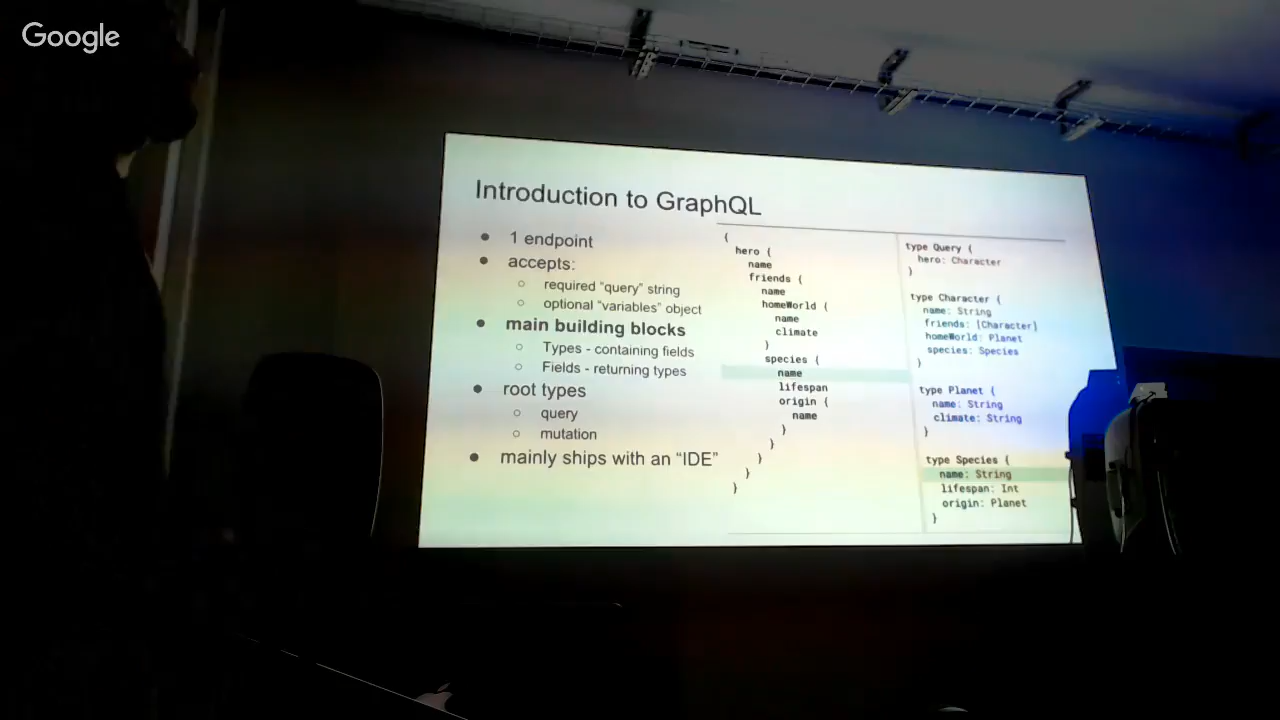 Google
Introduction to GraphQL
● 1 endpoint
● accepts:
○ required “query” string
○ optional “variables” object
● main building blocks
○ Types - containing fields
○ Fields - returning types
● root types
○ query
○ mutation
● mainly ships with an “IDE”
{
hero {
name
friends {
name
homeWorld {
name
climate
}
species {
name
lifespan
origin {
name
}
}
}
}
}
type Query {
hero: Character
}
type Character {
name: String
friends: [Character]
homeWorld: Planet
species: Species
}
type Planet {
name: String
climate: String
}
type Species {
name: String
lifespan: Int
origin: Planet
}